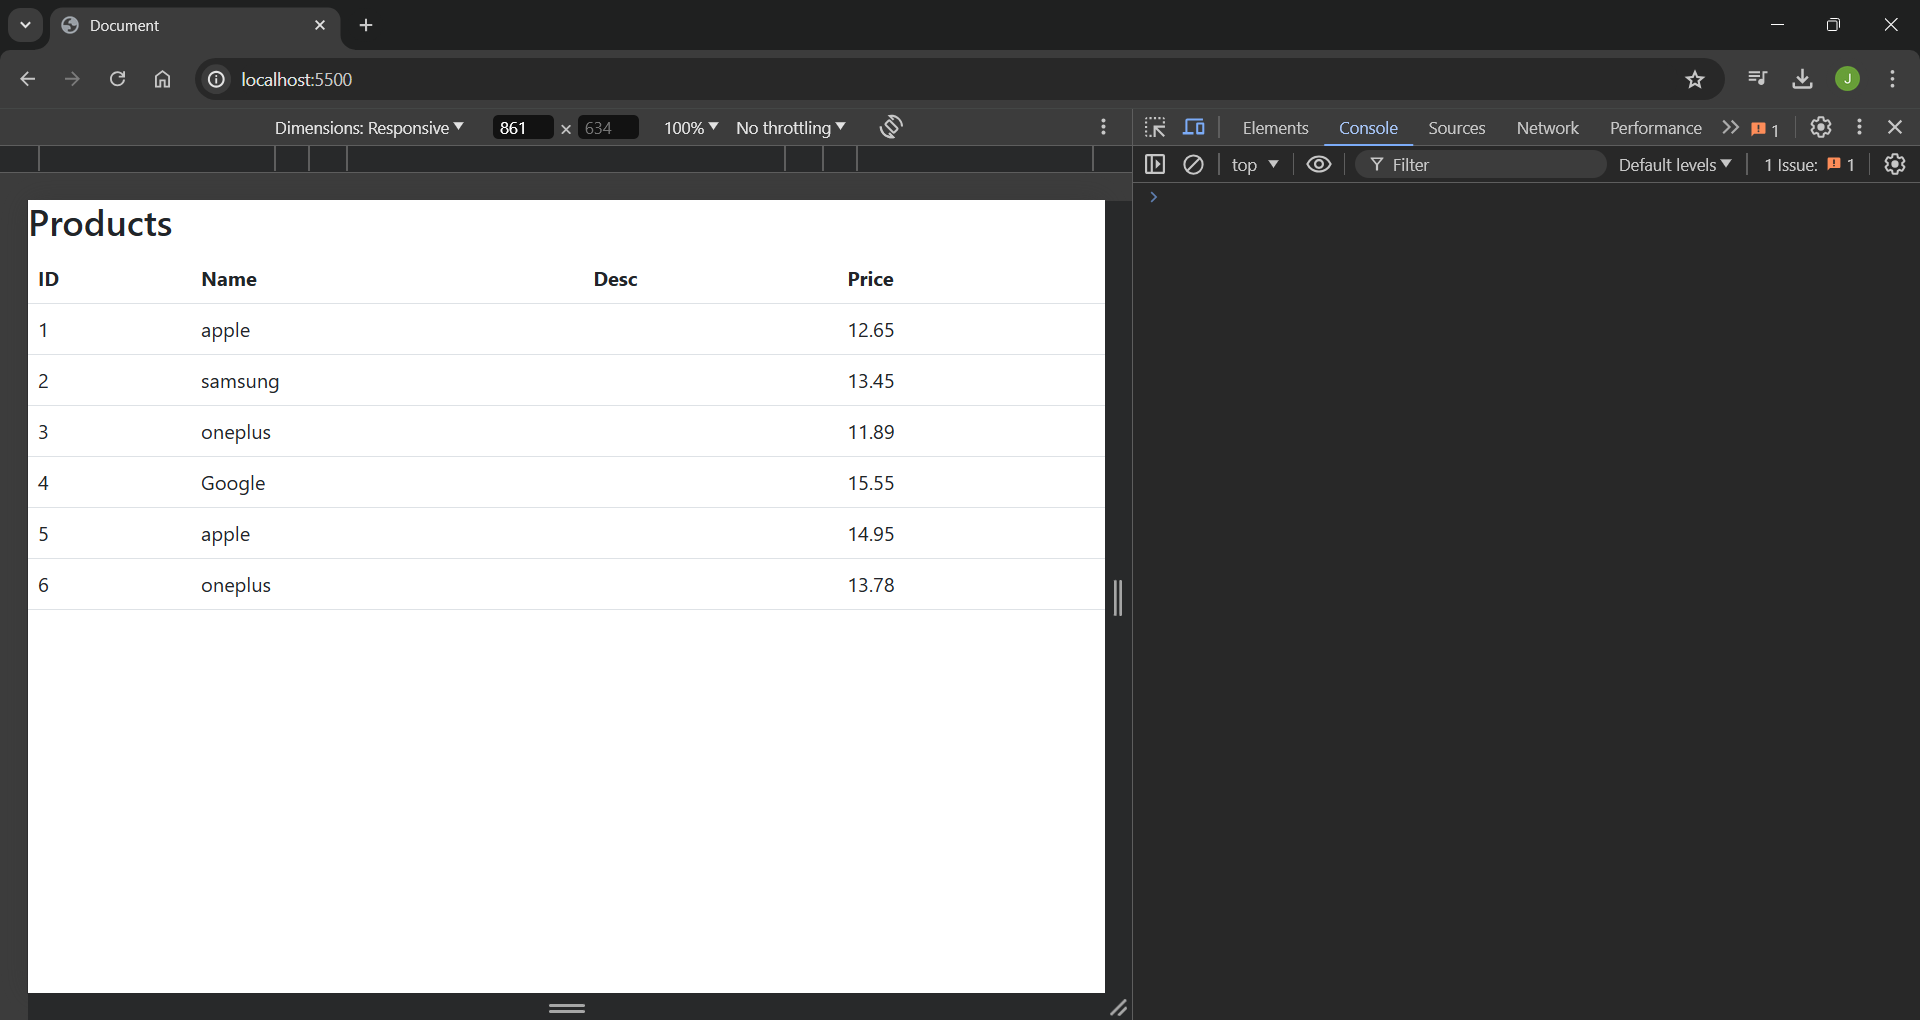 Document
localhost:5500
Dimensions: Responsive 861 × 634 100% No throttling
Elements Console Sources Network Performance 1
top Filter Default levels 1 Issue: 1
J
Products
ID Name Desc Price
1 apple 12.65
2 samsung 13.45
3 oneplus 11.89
4 Google 15.55
5 apple 14.95
6 oneplus 13.78